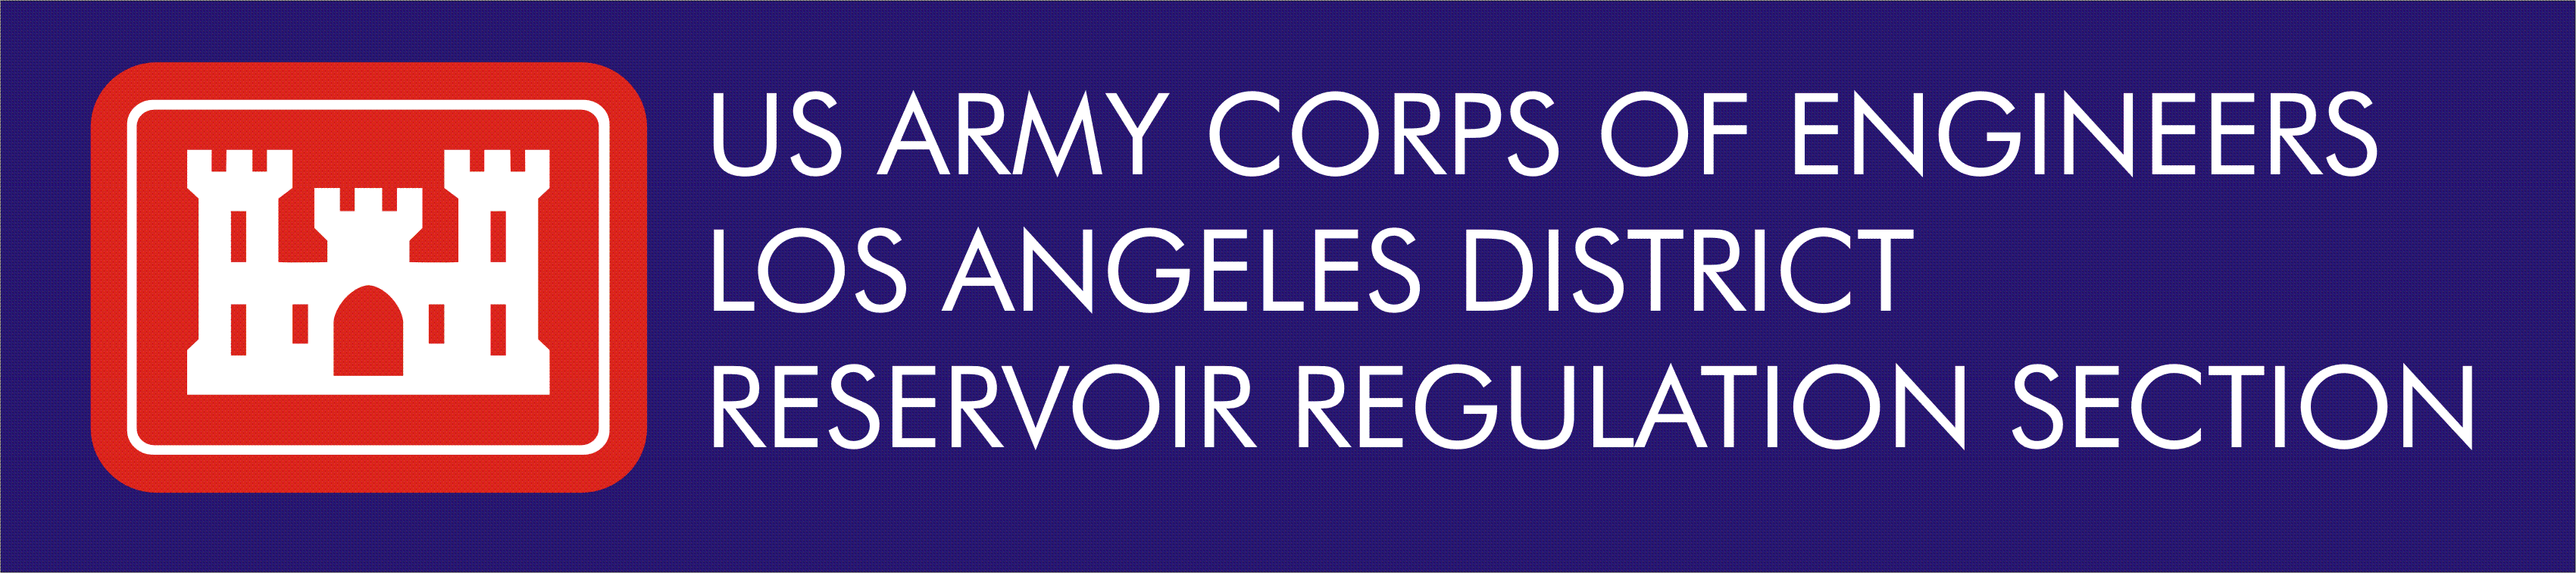 US ARMY CORPS OF ENGINEERS
LOS ANGELES DISTRICT
RESERVOIR REGULATION SECTION